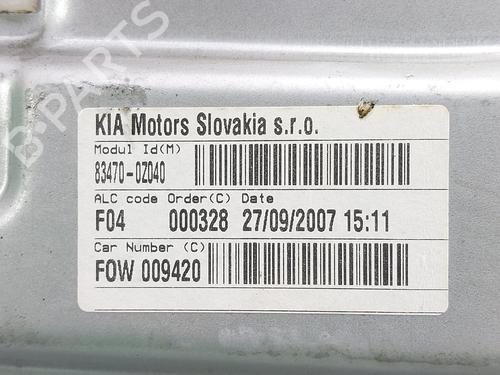 B-PARTS
KIA Motors Slovakia s.r.o.
Modul Id(M)
83470-0Z040
ALC code Order(C) Date
F04 000328 27/09/2007 15:11
Car Number (C)
FOW 009420